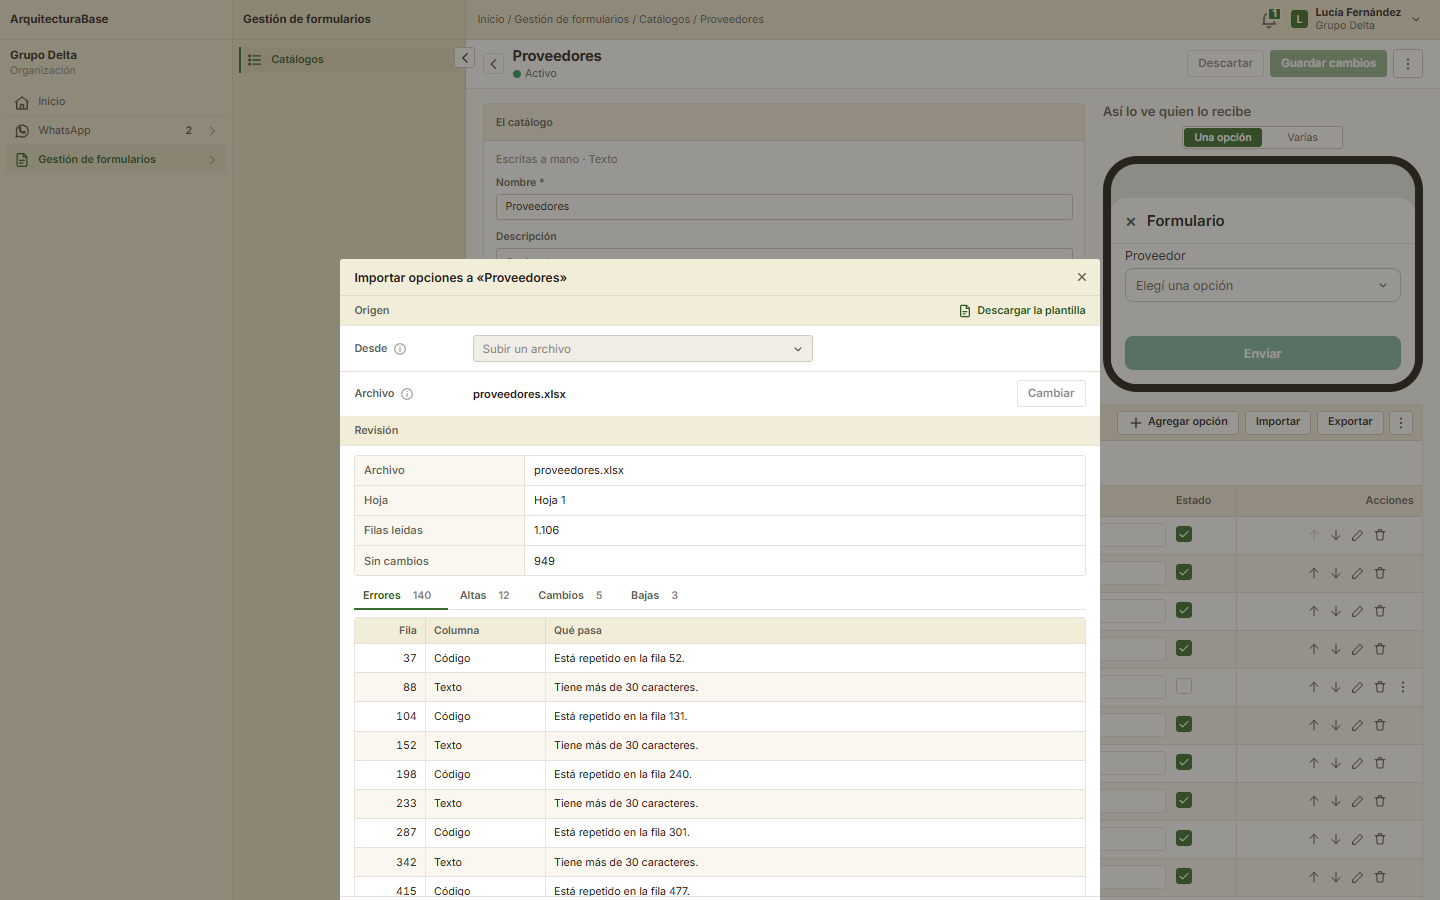 ArquitecturaBase
Grupo Delta
Organización
Inicio
WhatsApp 2
Gestión de formularios
Gestión de formularios
Catálogos
Inicio / Gestión de formularios / Catálogos / Proveedores
1
L
Lucía Fernández
Grupo Delta
Proveedores
Activo
Descartar
Guardar cambios
El catálogo
Escritas a mano · Texto
Nombre *
Proveedores
Descripción
Así lo ve quien lo recibe
Una opción
Varias
Formulario
Proveedor
Elegí una opción
Enviar
Agregar opción
Importar
Exportar
Estado
Acciones
Importar opciones a «Proveedores»
Origen
Descargar la plantilla
Desde
Subir un archivo
Archivo
proveedores.xlsx
Cambiar
Revisión
Archivo proveedores.xlsx
Hoja Hoja 1
Filas leídas 1.106
Sin cambios 949
Errores 140 Altas 12 Cambios 5 Bajas 3
Fila Columna Qué pasa
37 Código Está repetido en la fila 52.
88 Texto Tiene más de 30 caracteres.
104 Código Está repetido en la fila 131.
152 Texto Tiene más de 30 caracteres.
198 Código Está repetido en la fila 240.
233 Texto Tiene más de 30 caracteres.
287 Código Está repetido en la fila 301.
342 Texto Tiene más de 30 caracteres.
415 Código Está repetido en la fila 477.